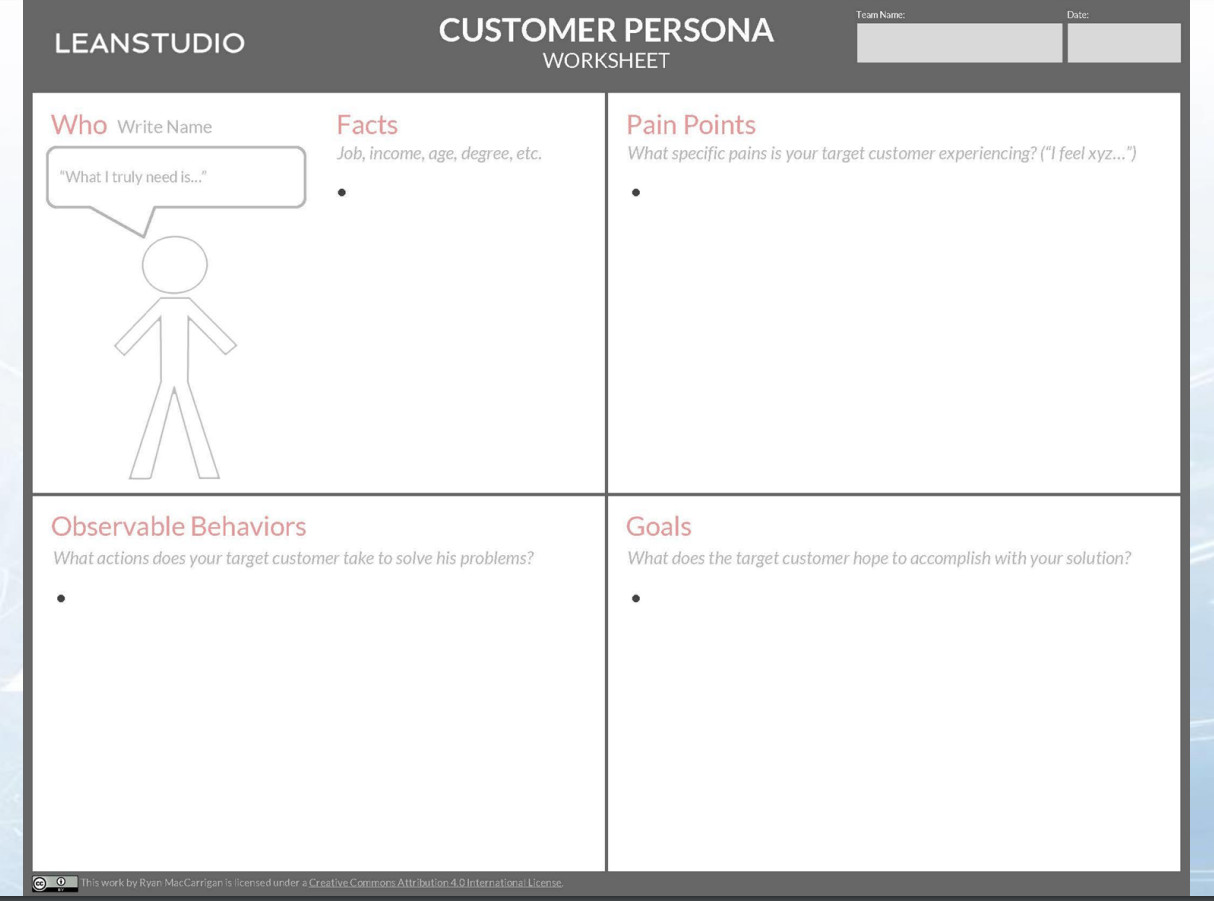 LEANSTUDIO
CUSTOMER PERSONA
WORKSHEET
Team Name:
Date:
Who Write Name
"What I truly need is..."
Facts
Job, income, age, degree, etc.
•
Pain Points
What specific pains is your target customer experiencing? ("I feel xyz...")
•
Observable Behaviors
What actions does your target customer take to solve his problems?
•
Goals
What does the target customer hope to accomplish with your solution?
•
cc BY This work by Ryan MacCarrigan is licensed under a Creative Commons Attribution 4.0 International License.